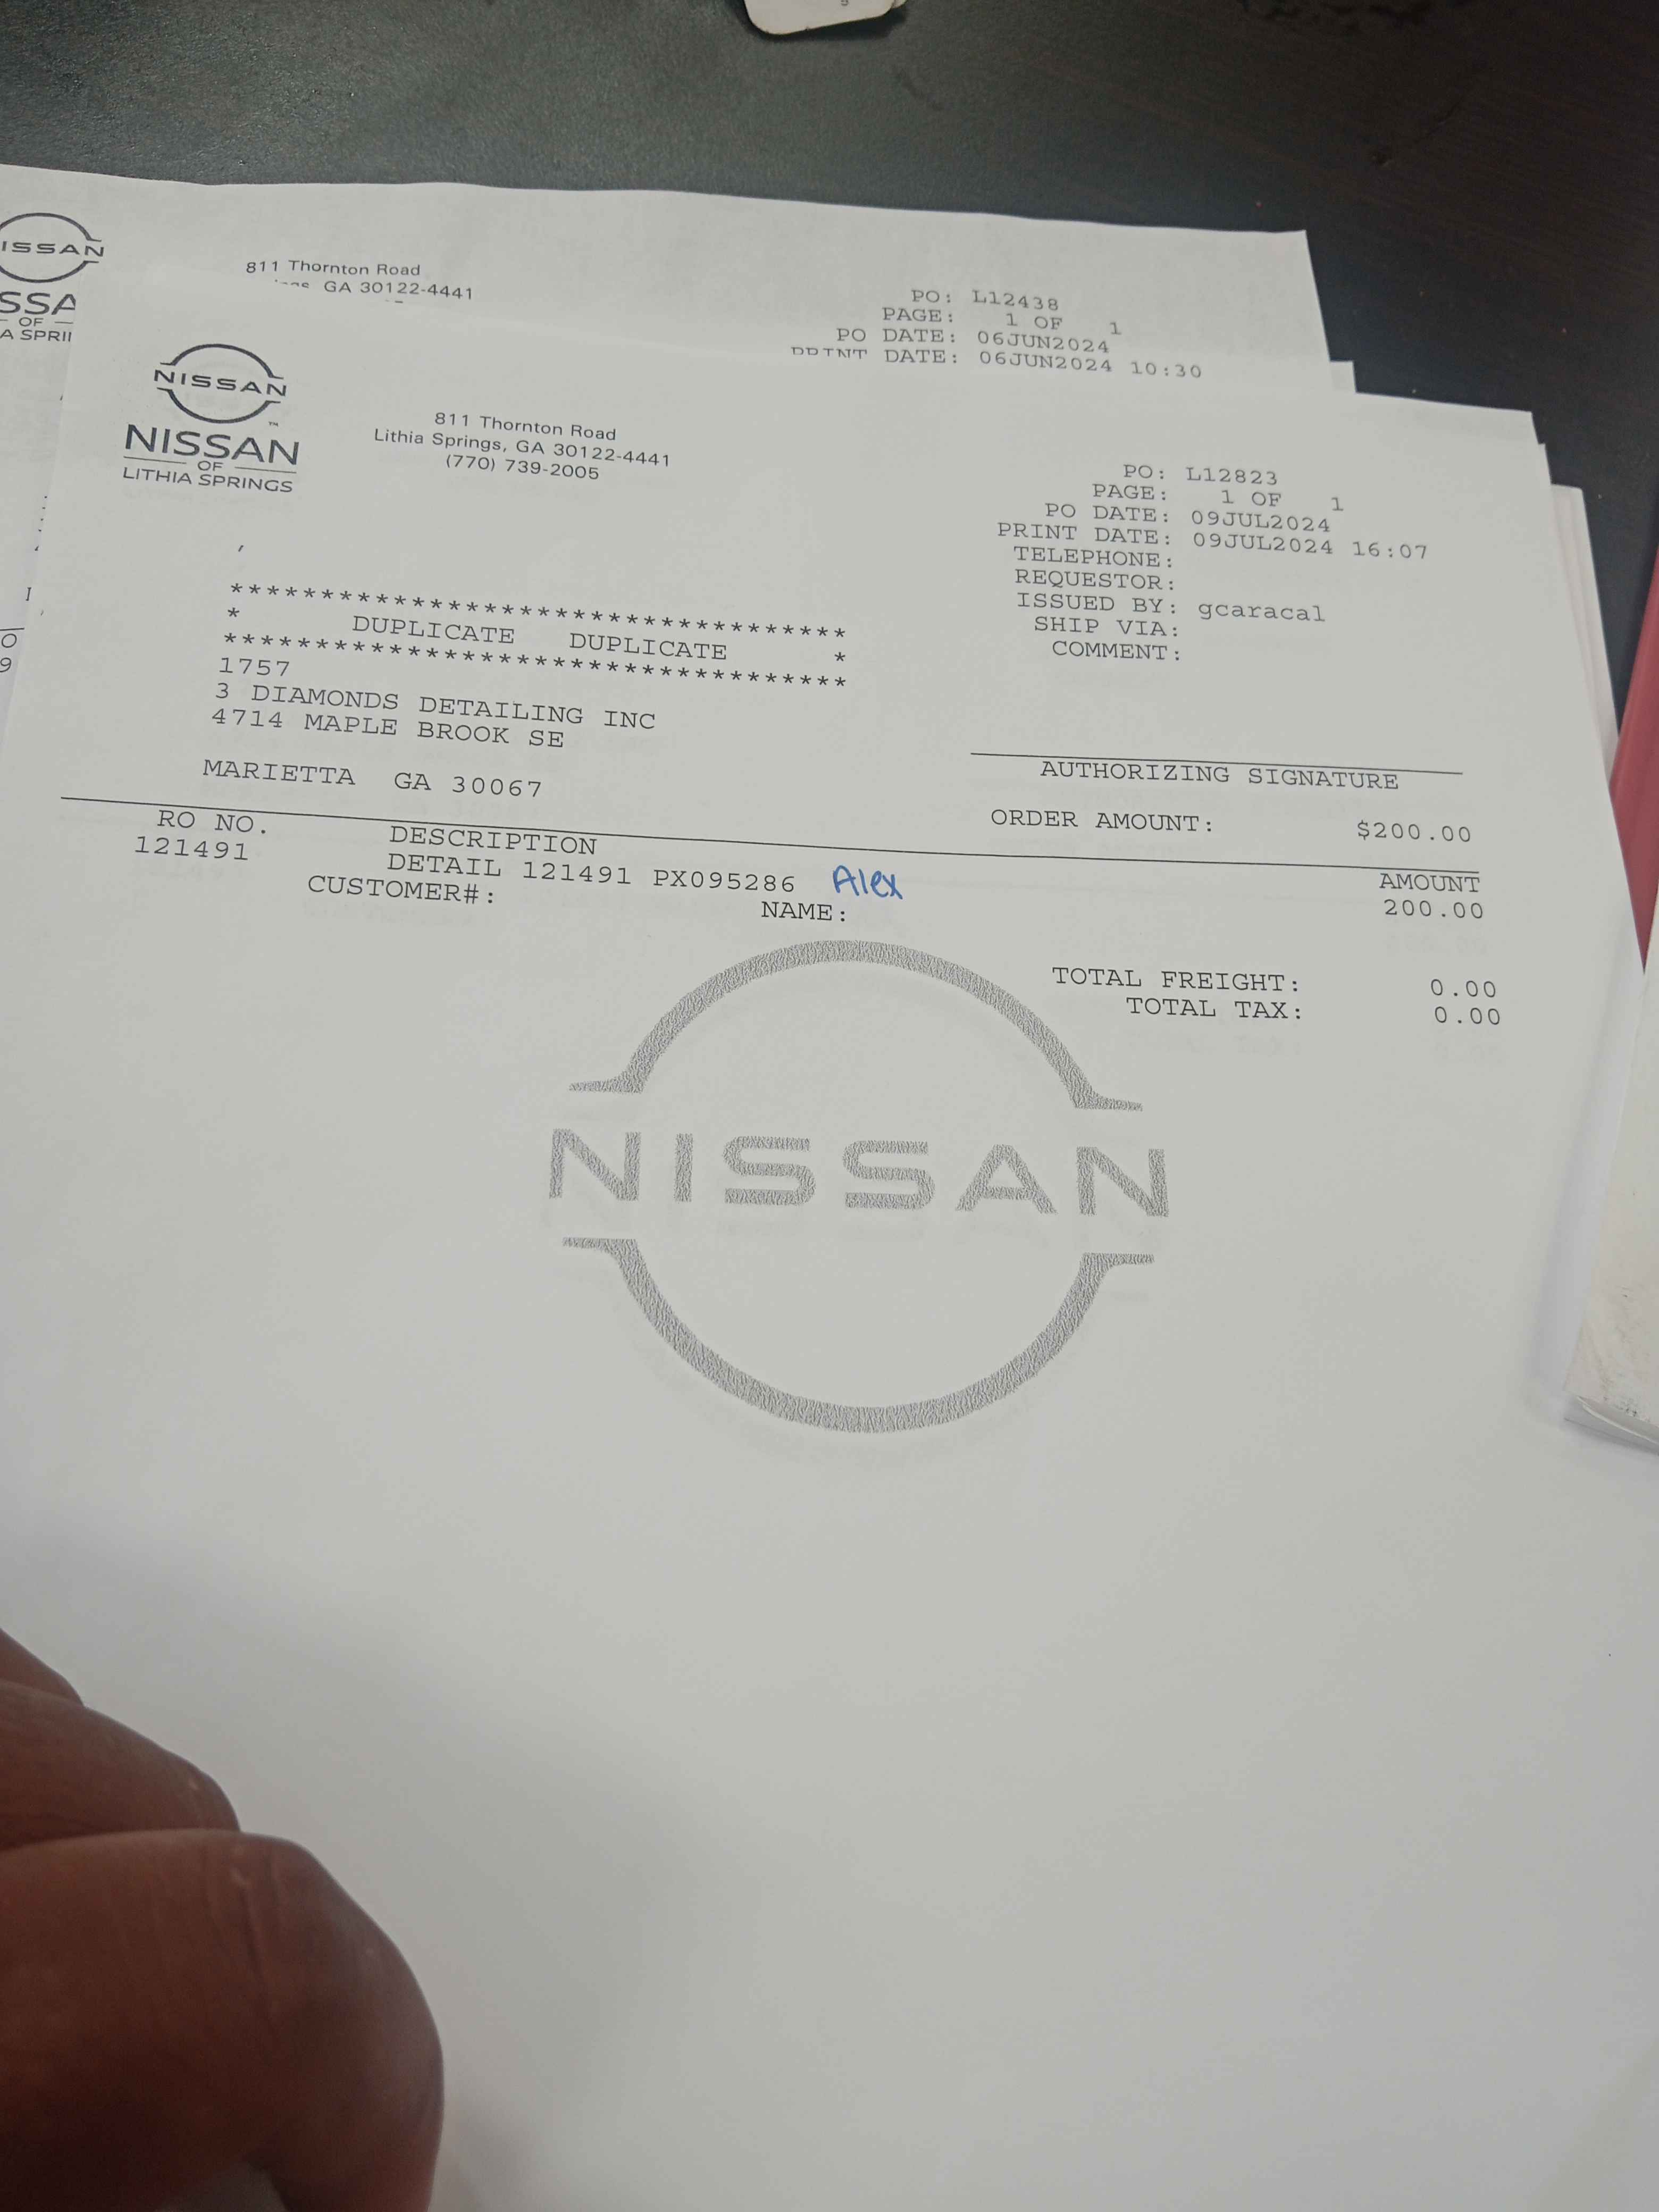 ISSAN
SSA
OF
A SPRII
811 Thornton Road
GA 30122-4441
PO: L12438
PAGE: 1 OF 1
PO DATE: 06JUN2024
PRINT DATE: 06JUN2024 10:30
NISSAN
NISSAN
OF
LITHIA SPRINGS
811 Thornton Road
Lithia Springs, GA 30122-4441
(770) 739-2005
PO: L12823
PAGE: 1 OF 1
PO DATE: 09JUL2024
PRINT DATE: 09JUL2024 16:07
TELEPHONE:
REQUESTOR:
ISSUED BY: gcaracal
SHIP VIA:
COMMENT:
,
**********************************
* DUPLICATE DUPLICATE *
**********************************
1757
3 DIAMONDS DETAILING INC
4714 MAPLE BROOK SE
MARIETTA GA 30067
AUTHORIZING SIGNATURE
ORDER AMOUNT: $200.00
RO NO. DESCRIPTION AMOUNT
121491 DETAIL 121491 PX095286 Alex 200.00
CUSTOMER#: NAME:
TOTAL FREIGHT: 0.00
TOTAL TAX: 0.00
NISSAN